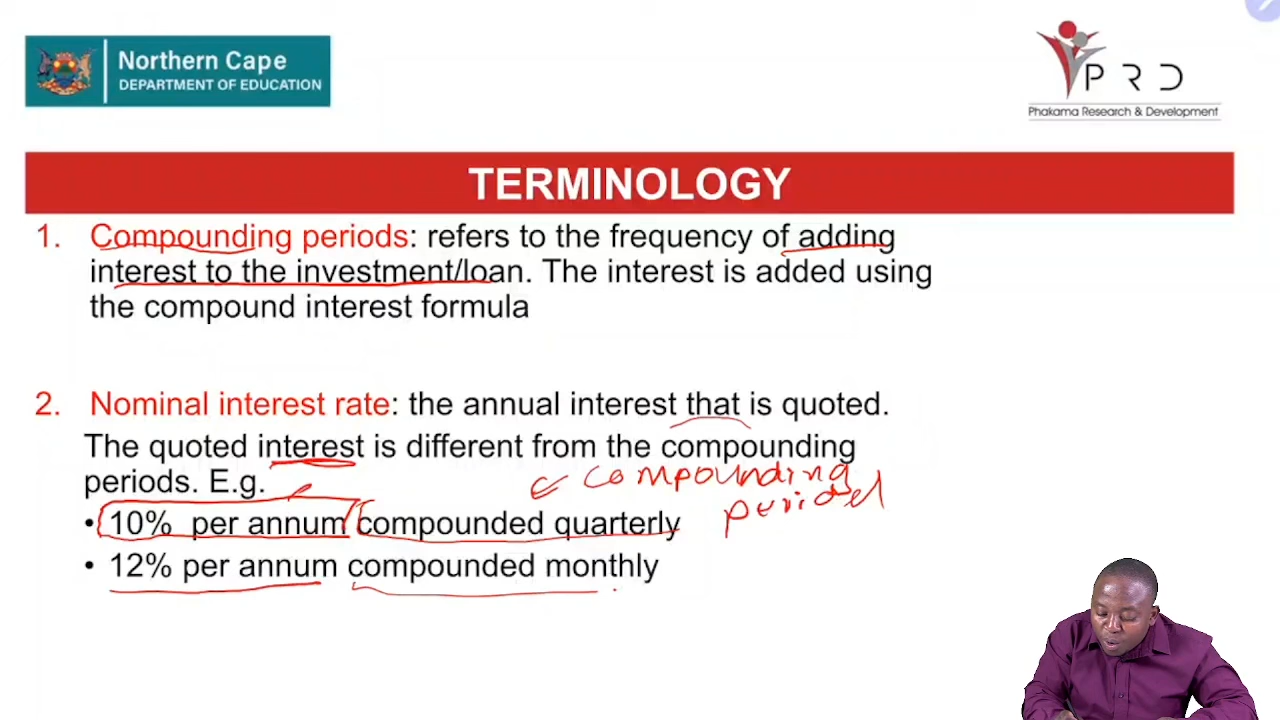 Northern Cape
DEPARTMENT OF EDUCATION
PRD
Phakama Research & Development
TERMINOLOGY
1. Compounding periods: refers to the frequency of adding
interest to the investment/loan. The interest is added using
the compound interest formula
2. Nominal interest rate: the annual interest that is quoted.
The quoted interest is different from the compounding
periods. E.g.
compounding
period
• 10% per annum compounded quarterly
• 12% per annum compounded monthly